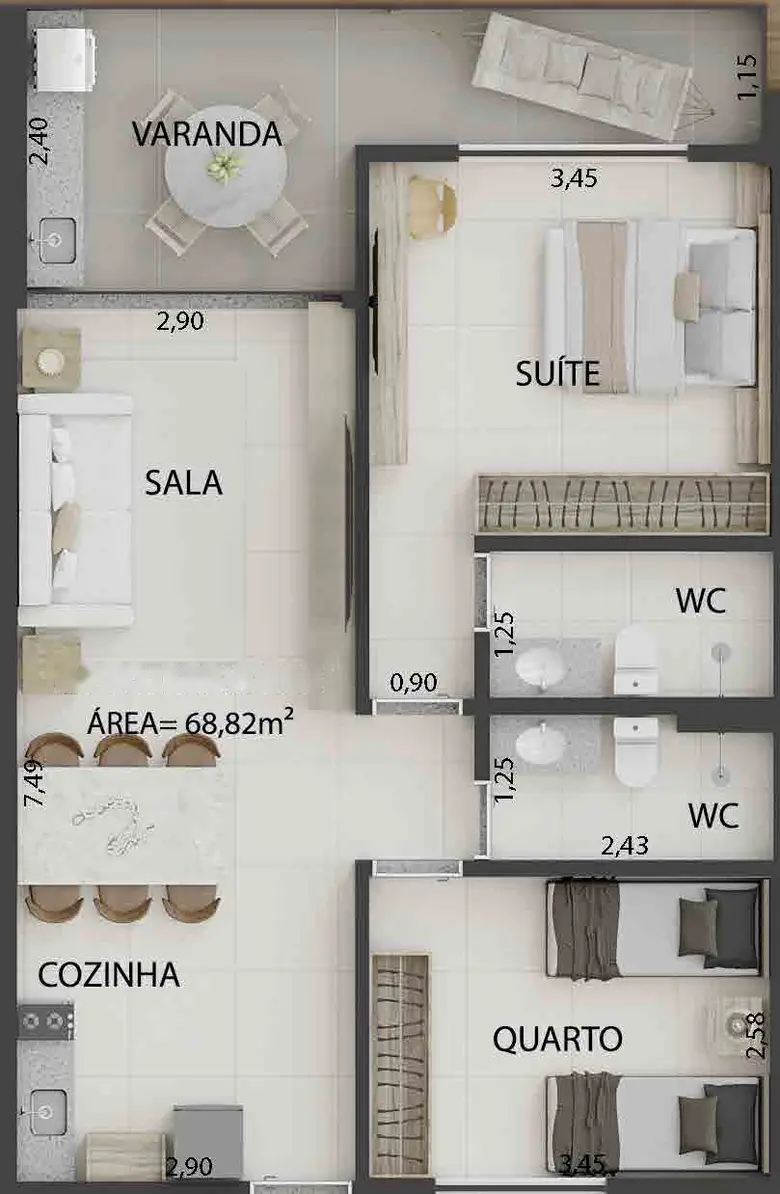 1,15
VARANDA
2,40
3,45
2,90
SUÍTE
SALA
WC
1,25
0,90
ÁREA= 68,82m²
7,49
1,25
WC
2,43
COZINHA
QUARTO
2,58
2,90
3,45